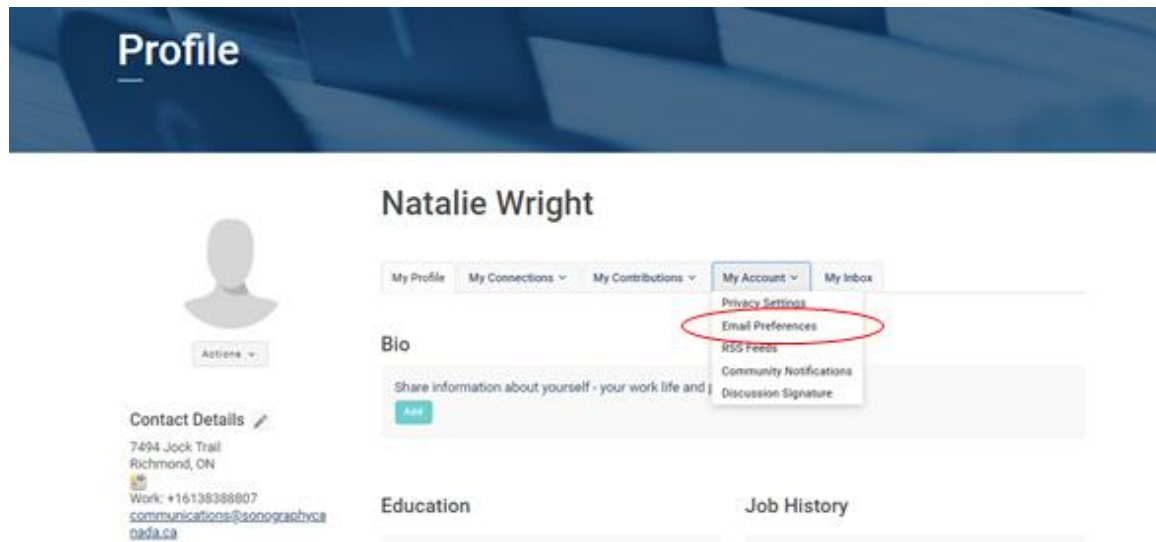 Profile
Natalie Wright
My Profile My Connections My Contributions My Account My Inbox
Privacy Settings
Email Preferences
RSS Feeds
Community Notifications
Discussion Signature
Actions
Bio
Share information about yourself - your work life and
Add
Contact Details
7494 Jock Trail
Richmond, ON
Work: +16138388807
communications@sonographyca
nada.ca
Education
Job History